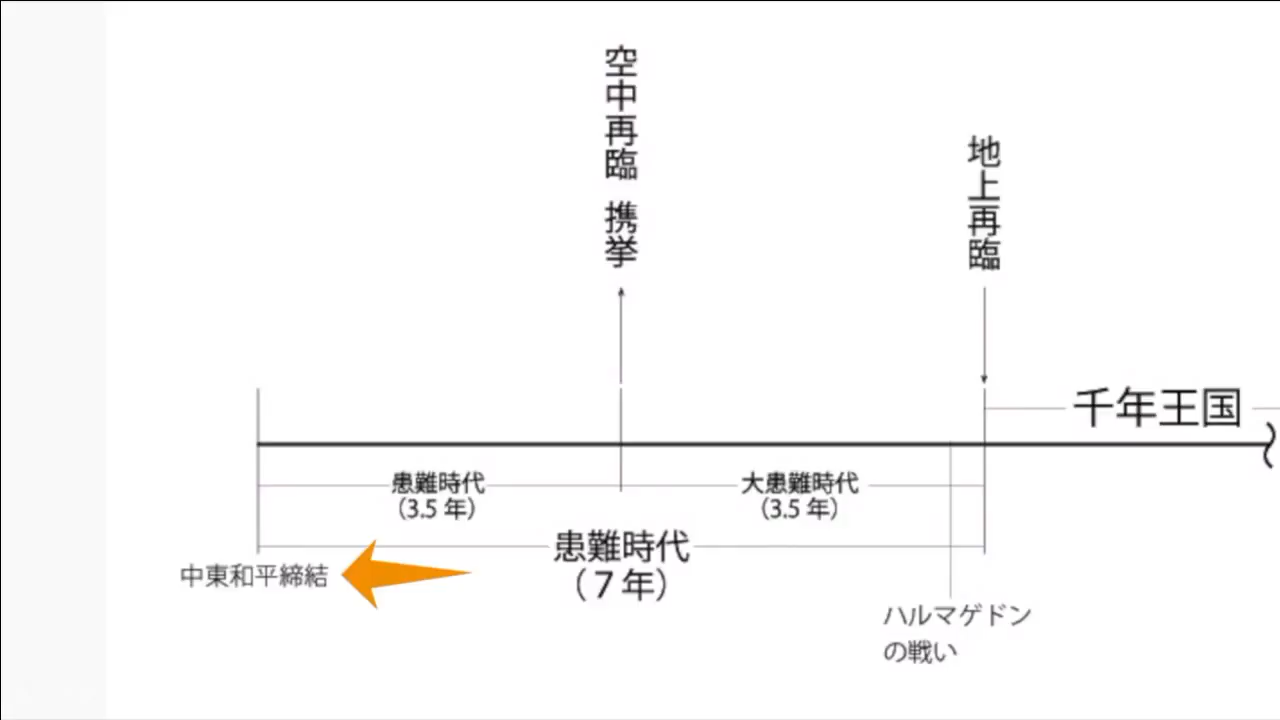 空中再臨 携挙
地上再臨
千年王国
患難時代
（3.5 年）
大患難時代
（3.5 年）
患難時代
（７年）
中東和平締結
ハルマゲドン
の戦い